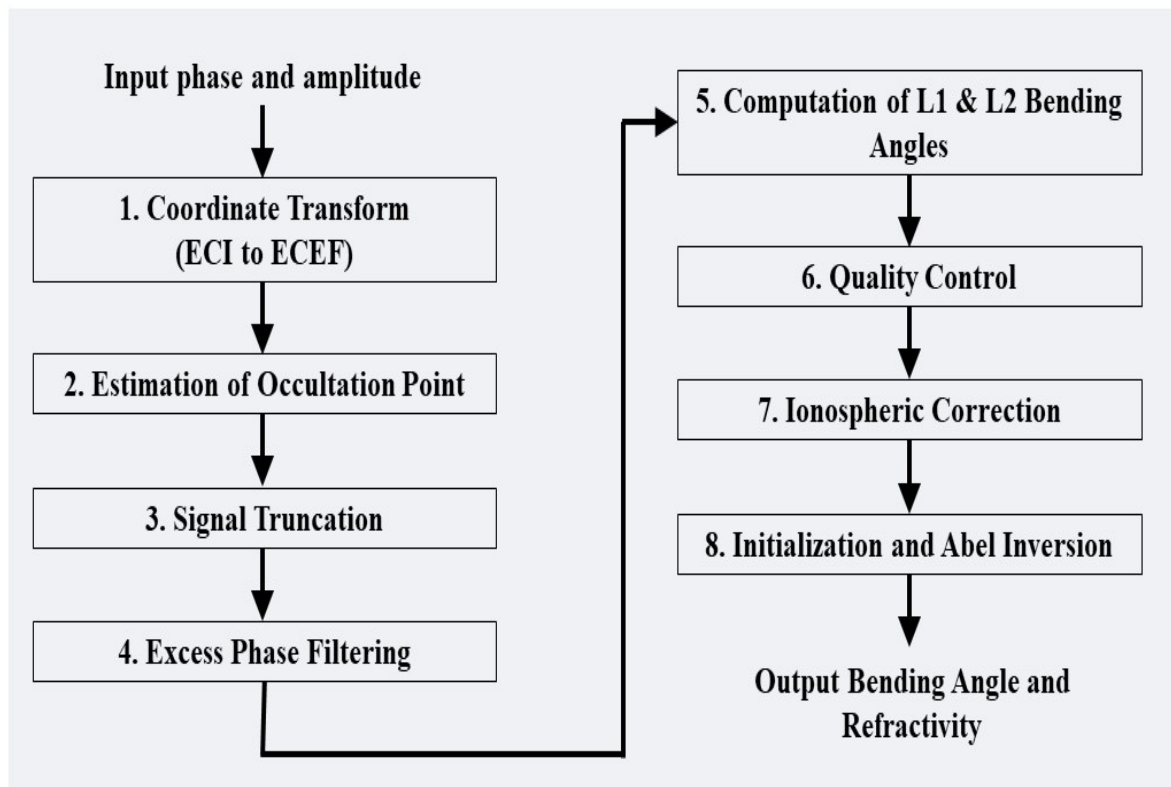 Input phase and amplitude
1. Coordinate Transform
(ECI to ECEF)
2. Estimation of Occultation Point
3. Signal Truncation
4. Excess Phase Filtering
5. Computation of L1 & L2 Bending
Angles
6. Quality Control
7. Ionospheric Correction
8. Initialization and Abel Inversion
Output Bending Angle and
Refractivity